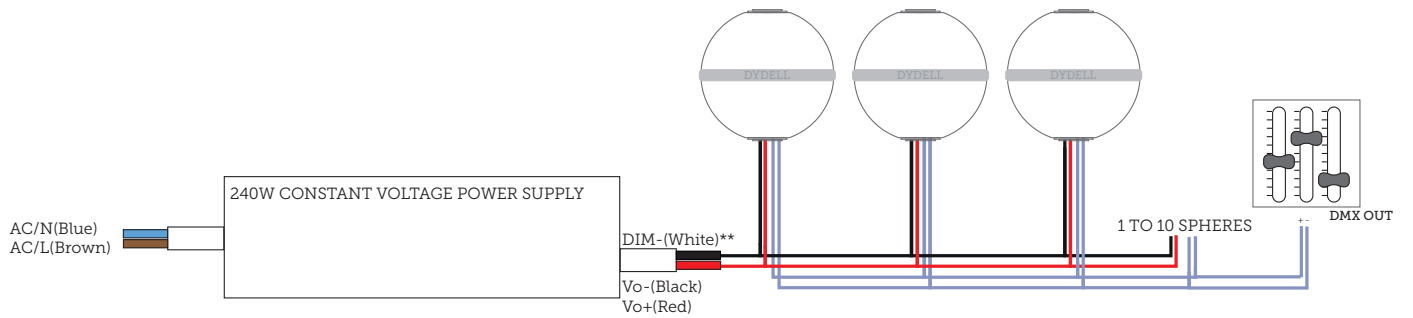 DYDELL
DYDELL
DYDELL
240W CONSTANT VOLTAGE POWER SUPPLY
AC/N(Blue)
AC/L(Brown)
DIM-(White)**
Vo-(Black)
Vo+(Red)
1 TO 10 SPHERES
+ -
DMX OUT